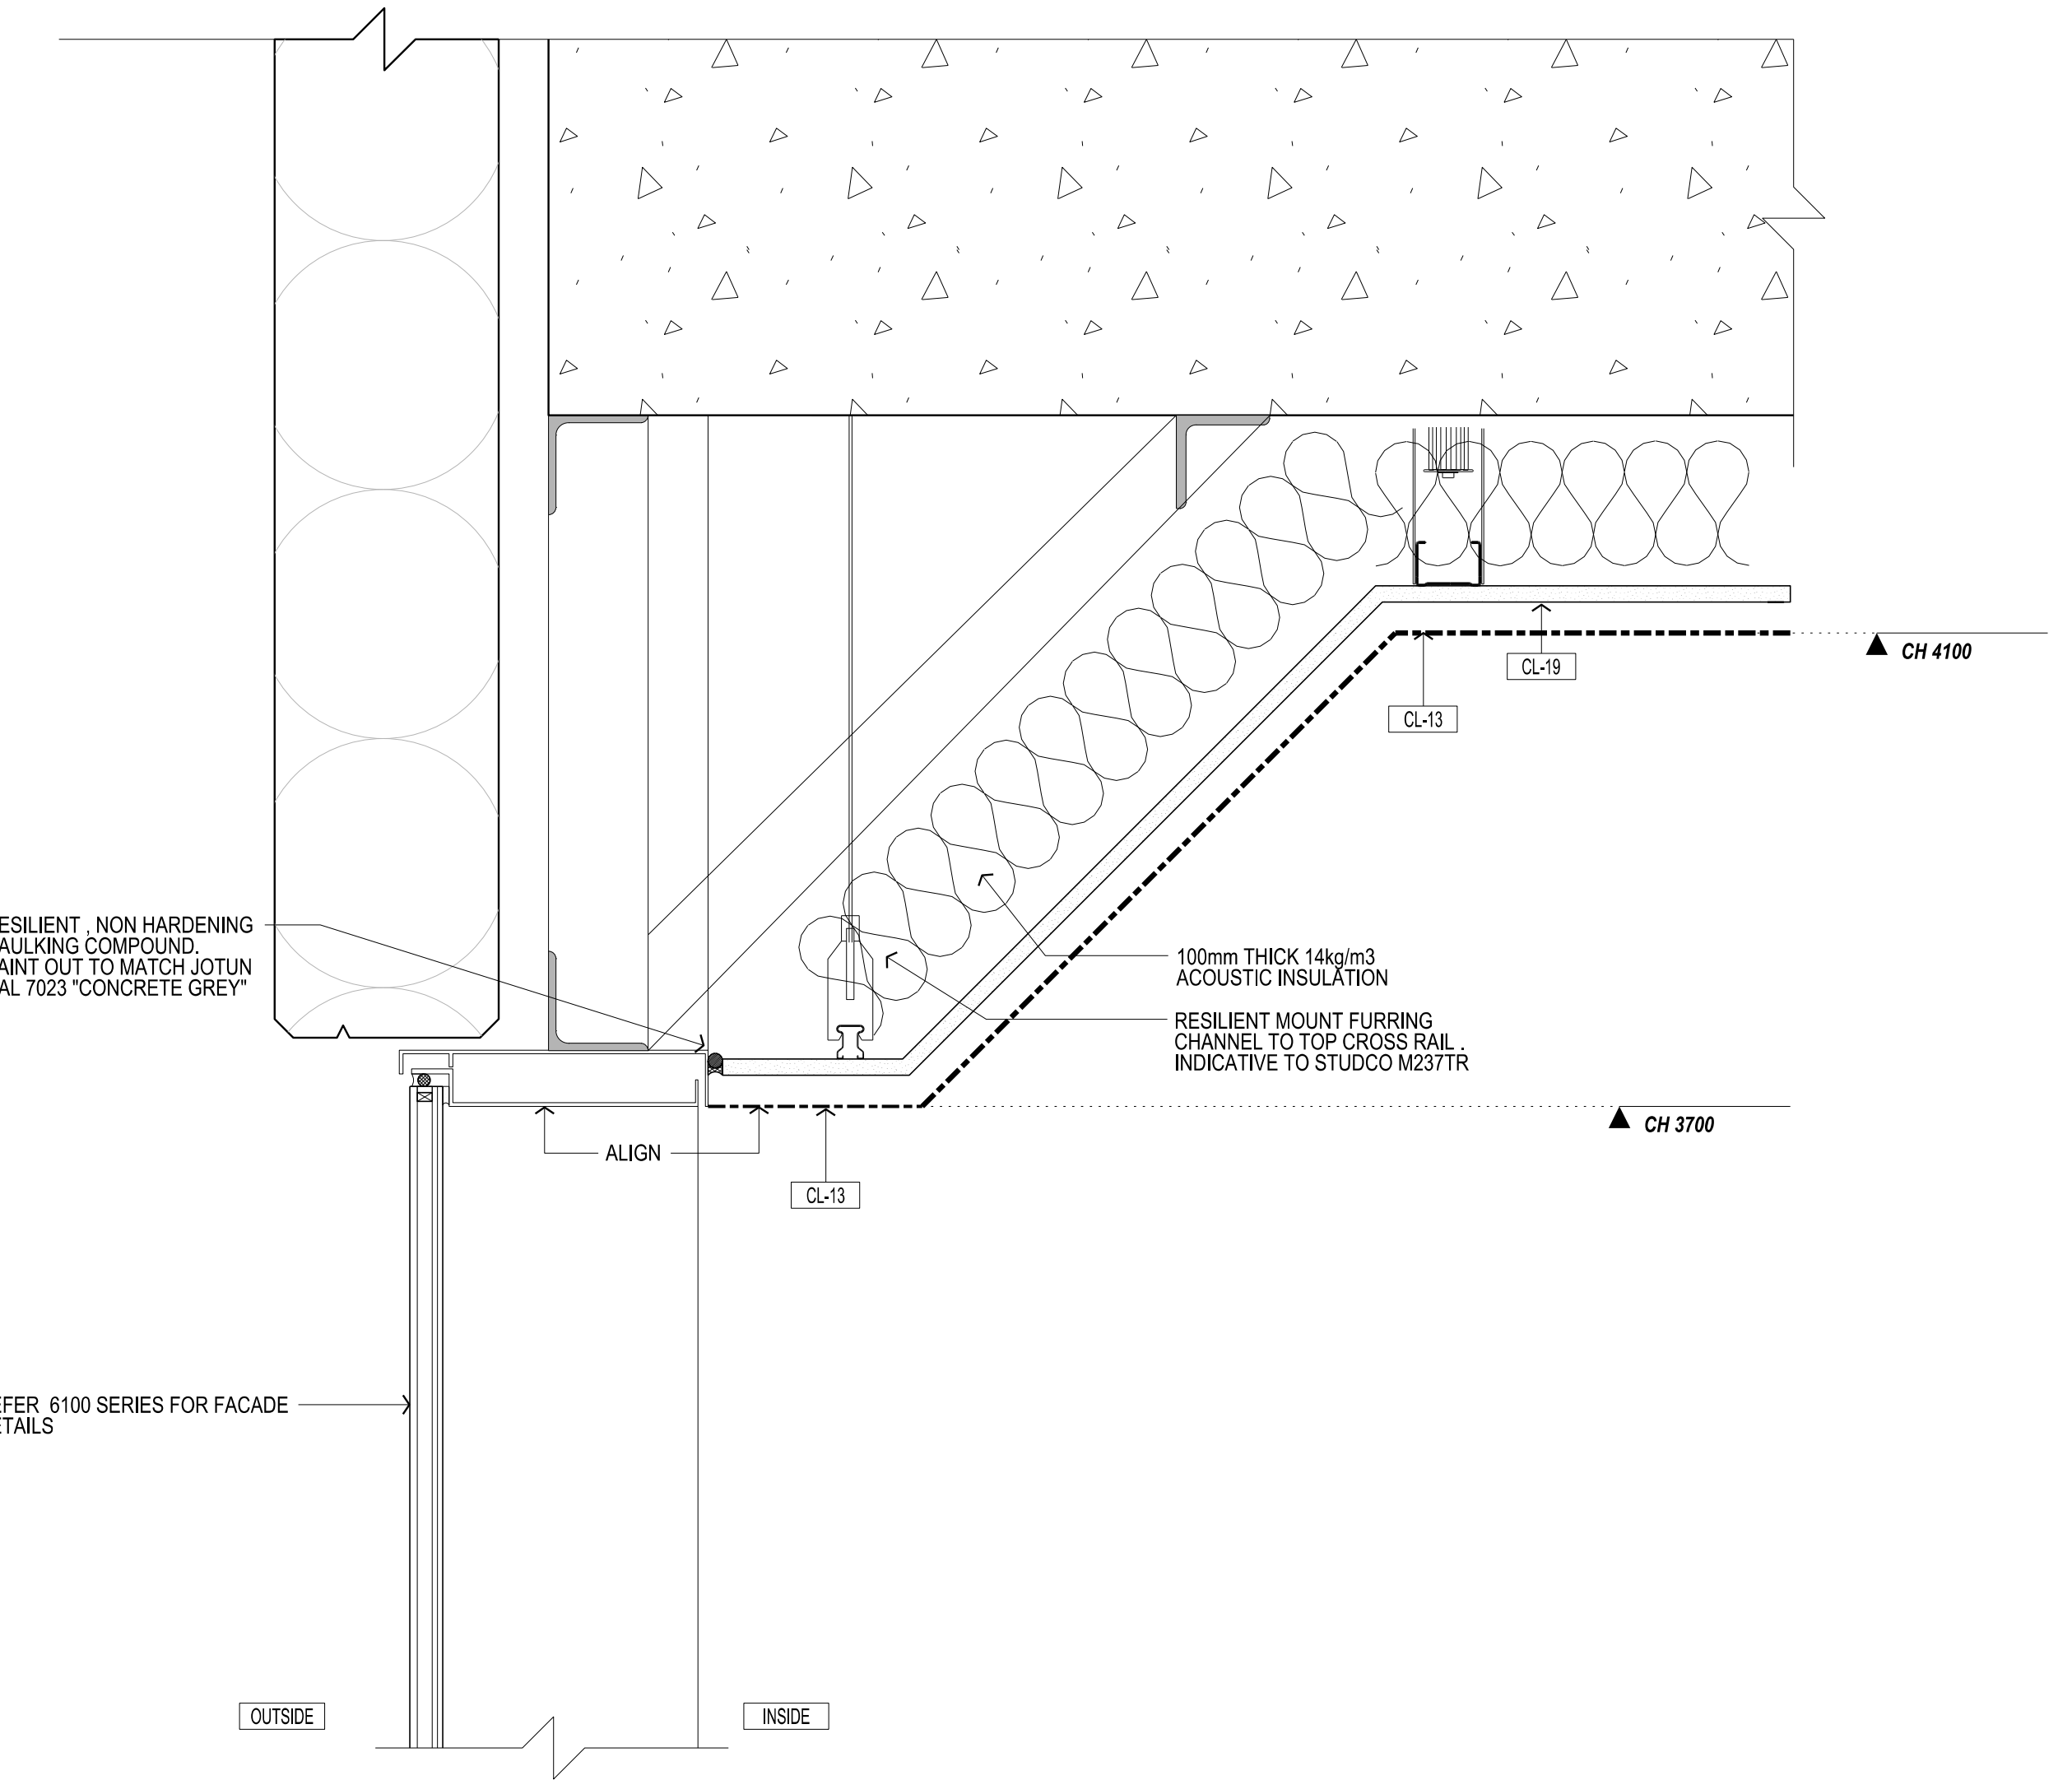 CH 4100
CL-19
CL-13
ESILIENT , NON HARDENING
AULKING COMPOUND.
AINT OUT TO MATCH JOTUN
AL 7023 "CONCRETE GREY"
100mm THICK 14kg/m3
ACOUSTIC INSULATION
RESILIENT MOUNT FURRING
CHANNEL TO TOP CROSS RAIL .
INDICATIVE TO STUDCO M237TR
CH 3700
ALIGN
CL-13
EFER 6100 SERIES FOR FACADE
ETAILS
OUTSIDE
INSIDE